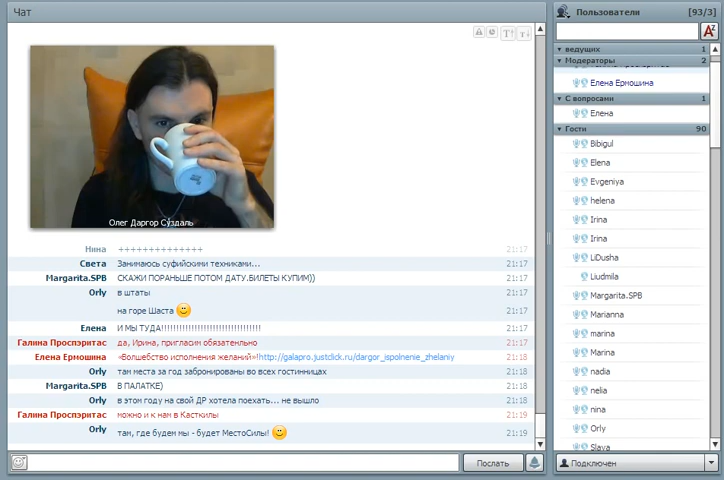 Чат
Олег Даргор Суздаль
Нина +++++++++++++++ 21:17
Света Занимаюсь суфийскими техниками... 21:17
Margarita.SPB СКАЖИ ПОРАНЬШЕ ПОТОМ ДАТУ.БИЛЕТЫ КУПИМ)) 21:17
Orly в штаты 21:17
на горе Шаста
Елена И МЫ ТУДА!!!!!!!!!!!!!!!!!!!!!!!!!!!!!!!!! 21:17
Галина Проспэритас да, Ирина, пригласим обязательно 21:17
Елена Ермошина «Волшебство исполнения желаний»!http://galapro.justclick.ru/dargor_ispolnenie_zhelaniy 21:18
Orly там места за год забронированы во всех гостинницах 21:18
Margarita.SPB В ПАЛАТКЕ) 21:18
Orly в этом году на свой ДР хотела поехать... не вышло 21:18
Галина Проспэритас можно и к нам в Касткилы 21:19
Orly там, где будем мы - будет МестоСилы! 21:19
Послать
Пользователи [93/3]
ведущих 1
Модераторы 2
Елена Ермошина
С вопросами 1
Елена
Гости 90
Bibigul
Elena
Evgeniya
helena
Irina
Irina
LiDusha
Liudmila
Margarita.SPB
Marianna
marina
Marina
nadia
nelia
nina
Orly
Slava
Подключен